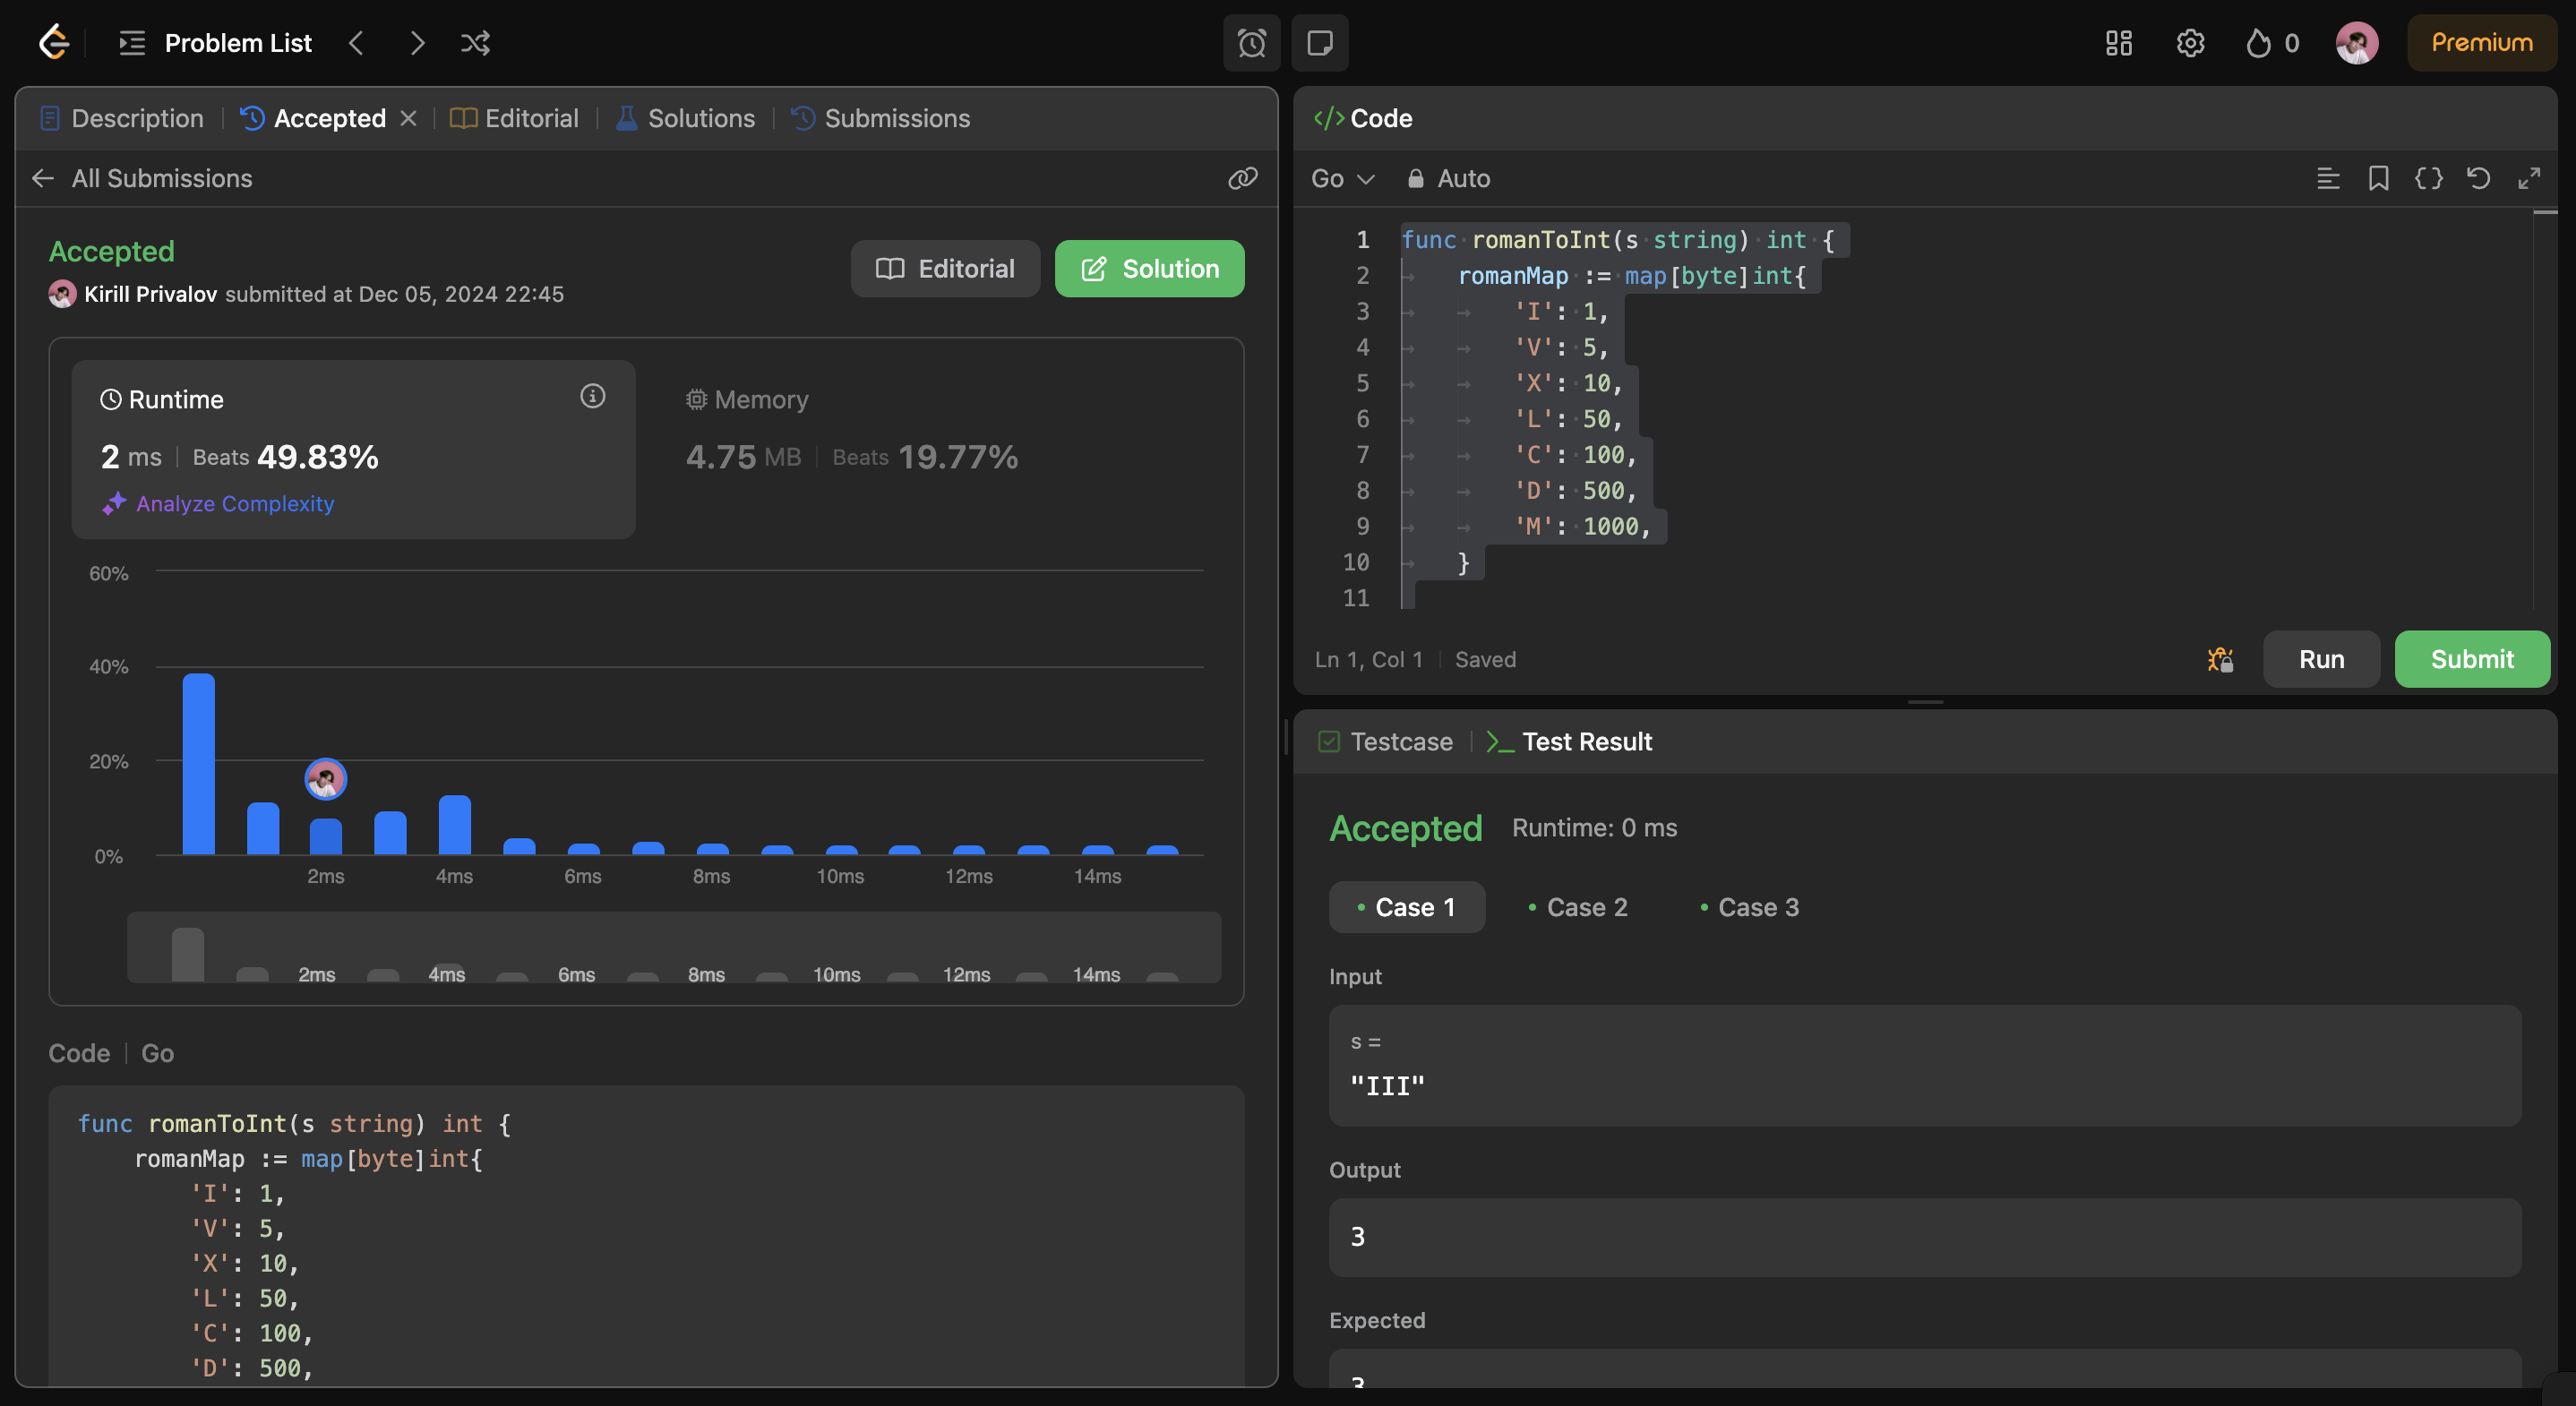 Problem List
0
Premium
Description
Accepted
Editorial
Solutions
Submissions
All Submissions
Accepted
Editorial
Solution
Kirill Privalov submitted at Dec 05, 2024 22:45
Runtime
2 ms
Beats 49.83%
Analyze Complexity
Memory
4.75 MB
Beats 19.77%
60%
40%
20%
0%
2ms 4ms 6ms 8ms 10ms 12ms 14ms
2ms 4ms 6ms 8ms 10ms 12ms 14ms
Code
Go
func romanToInt(s string) int {
romanMap := map[byte]int{
'I': 1,
'V': 5,
'X': 10,
'L': 50,
'C': 100,
'D': 500,
</> Code
Go
Auto
1 func romanToInt(s string) int {
2 romanMap := map[byte]int{
3 'I': 1,
4 'V': 5,
5 'X': 10,
6 'L': 50,
7 'C': 100,
8 'D': 500,
9 'M': 1000,
10 }
11
Ln 1, Col 1
Saved
Run
Submit
Testcase
Test Result
Accepted
Runtime: 0 ms
Case 1
Case 2
Case 3
Input
s =
"III"
Output
3
Expected
3